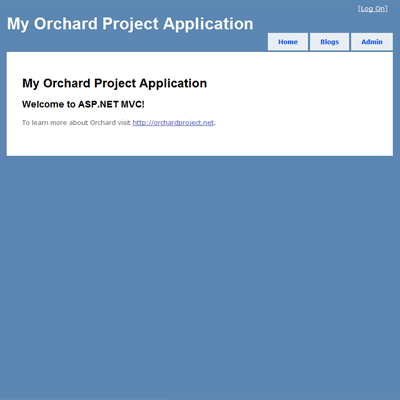 [Log On]
My Orchard Project Application
Home Blogs Admin
My Orchard Project Application
Welcome to ASP.NET MVC!
To learn more about Orchard visit http://orchardproject.net.